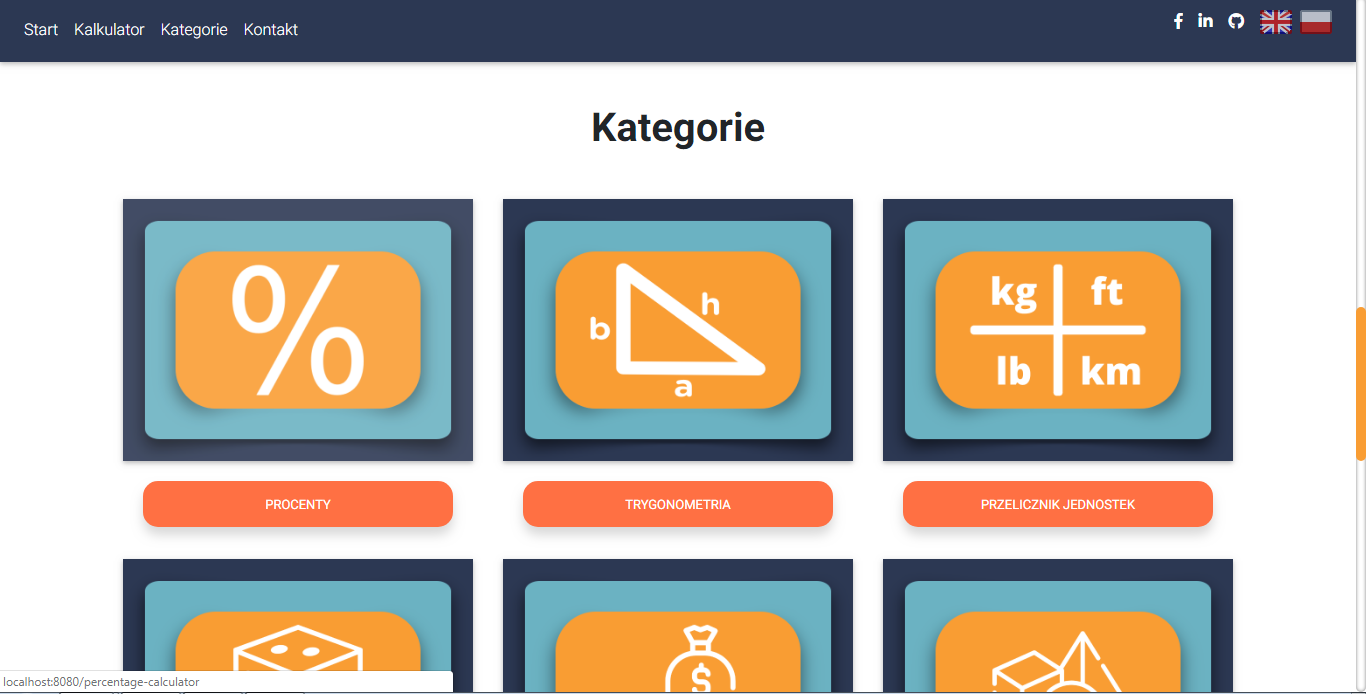 Start Kalkulator Kategorie Kontakt
Kategorie
%
b h a
kg ft
lb km
PROCENTY
TRYGONOMETRIA
PRZELICZNIK JEDNOSTEK
$
localhost:8080/percentage-calculator